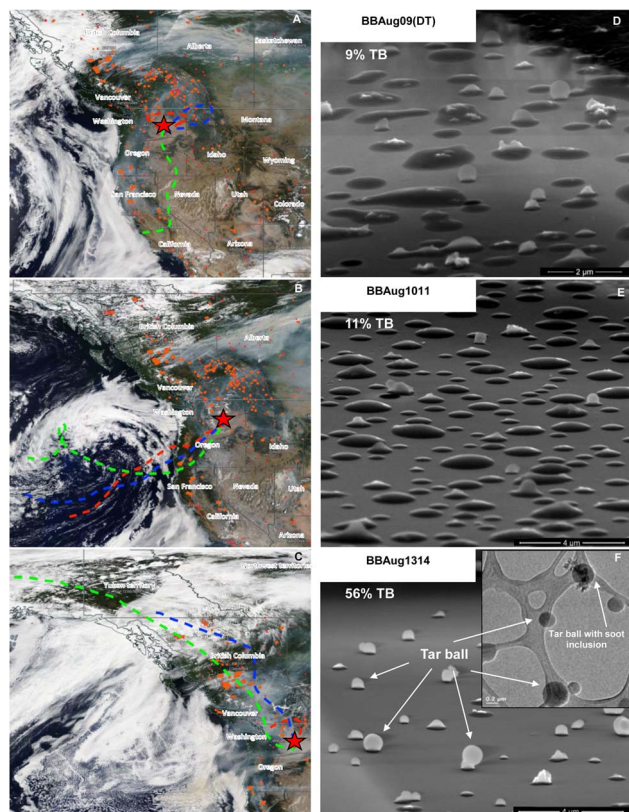 A
British Columbia
Alberta
Saskatchewan
Vancouver
Washington
Montana
Oregon
Idaho
Wyoming
San Francisco
Nevada
Utah
Colorado
California
Arizona
B
British Columbia
Alberta
Vancouver
Washington
Oregon
Idaho
San Francisco
Nevada
Utah
California
Arizona
C
Northwest territories
Yukon territory
British Columbia
Vancouver
Washington
Oregon
BBAug09(DT)
D
9% TB
2 µm
BBAug1011
E
11% TB
4 µm
BBAug1314
F
56% TB
Tar ball with soot
inclusion
Tar ball
0.2 µm
4 µm